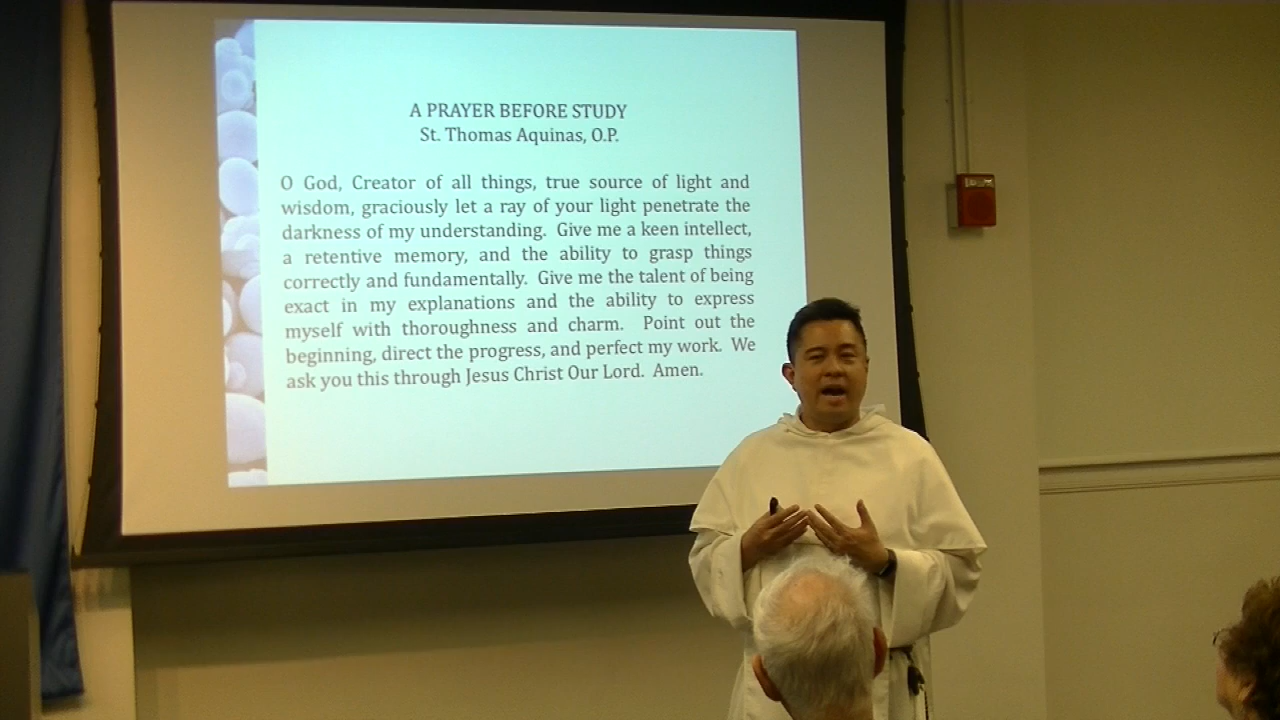 A PRAYER BEFORE STUDY
St. Thomas Aquinas, O.P.
O God, Creator of all things, true source of light and
wisdom, graciously let a ray of your light penetrate the
darkness of my understanding. Give me a keen intellect,
a retentive memory, and the ability to grasp things
correctly and fundamentally. Give me the talent of being
exact in my explanations and the ability to express
myself with thoroughness and charm. Point out the
beginning, direct the progress, and perfect my work. We
ask you this through Jesus Christ Our Lord. Amen.